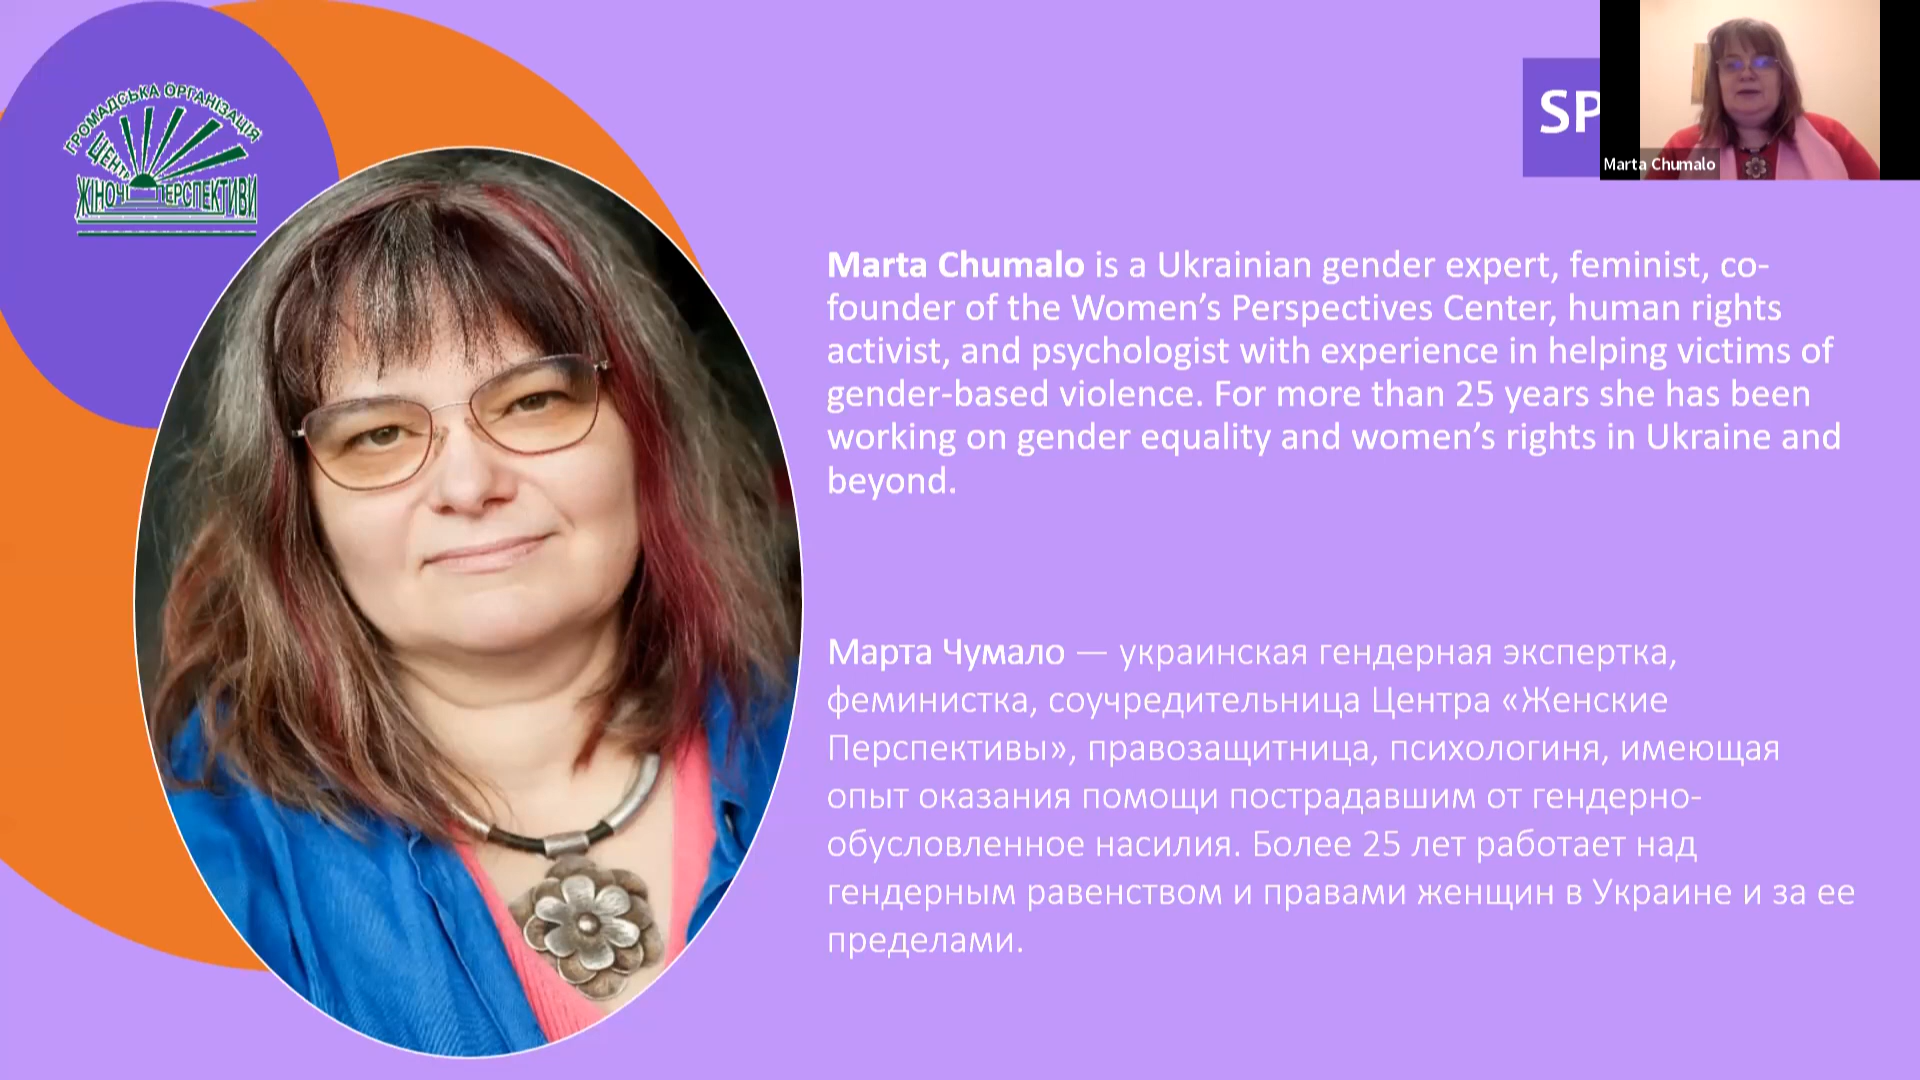 ГРОМАДСЬКА ОРГАНІЗАЦІЯ
ЦЕНТР
ЖІНОЧІ ПЕРСПЕКТИВИ
SP
Marta Chumalo
Marta Chumalo is a Ukrainian gender expert, feminist, co-
founder of the Women’s Perspectives Center, human rights
activist, and psychologist with experience in helping victims of
gender-based violence. For more than 25 years she has been
working on gender equality and women’s rights in Ukraine and
beyond.
Марта Чумало — украинская гендерная экспертка,
феминистка, соучредительница Центра «Женские
Перспективы», правозащитница, психологиня, имеющая
опыт оказания помощи пострадавшим от гендерно-
обусловленное насилия. Более 25 лет работает над
гендерным равенством и правами женщин в Украине и за ее
пределами.